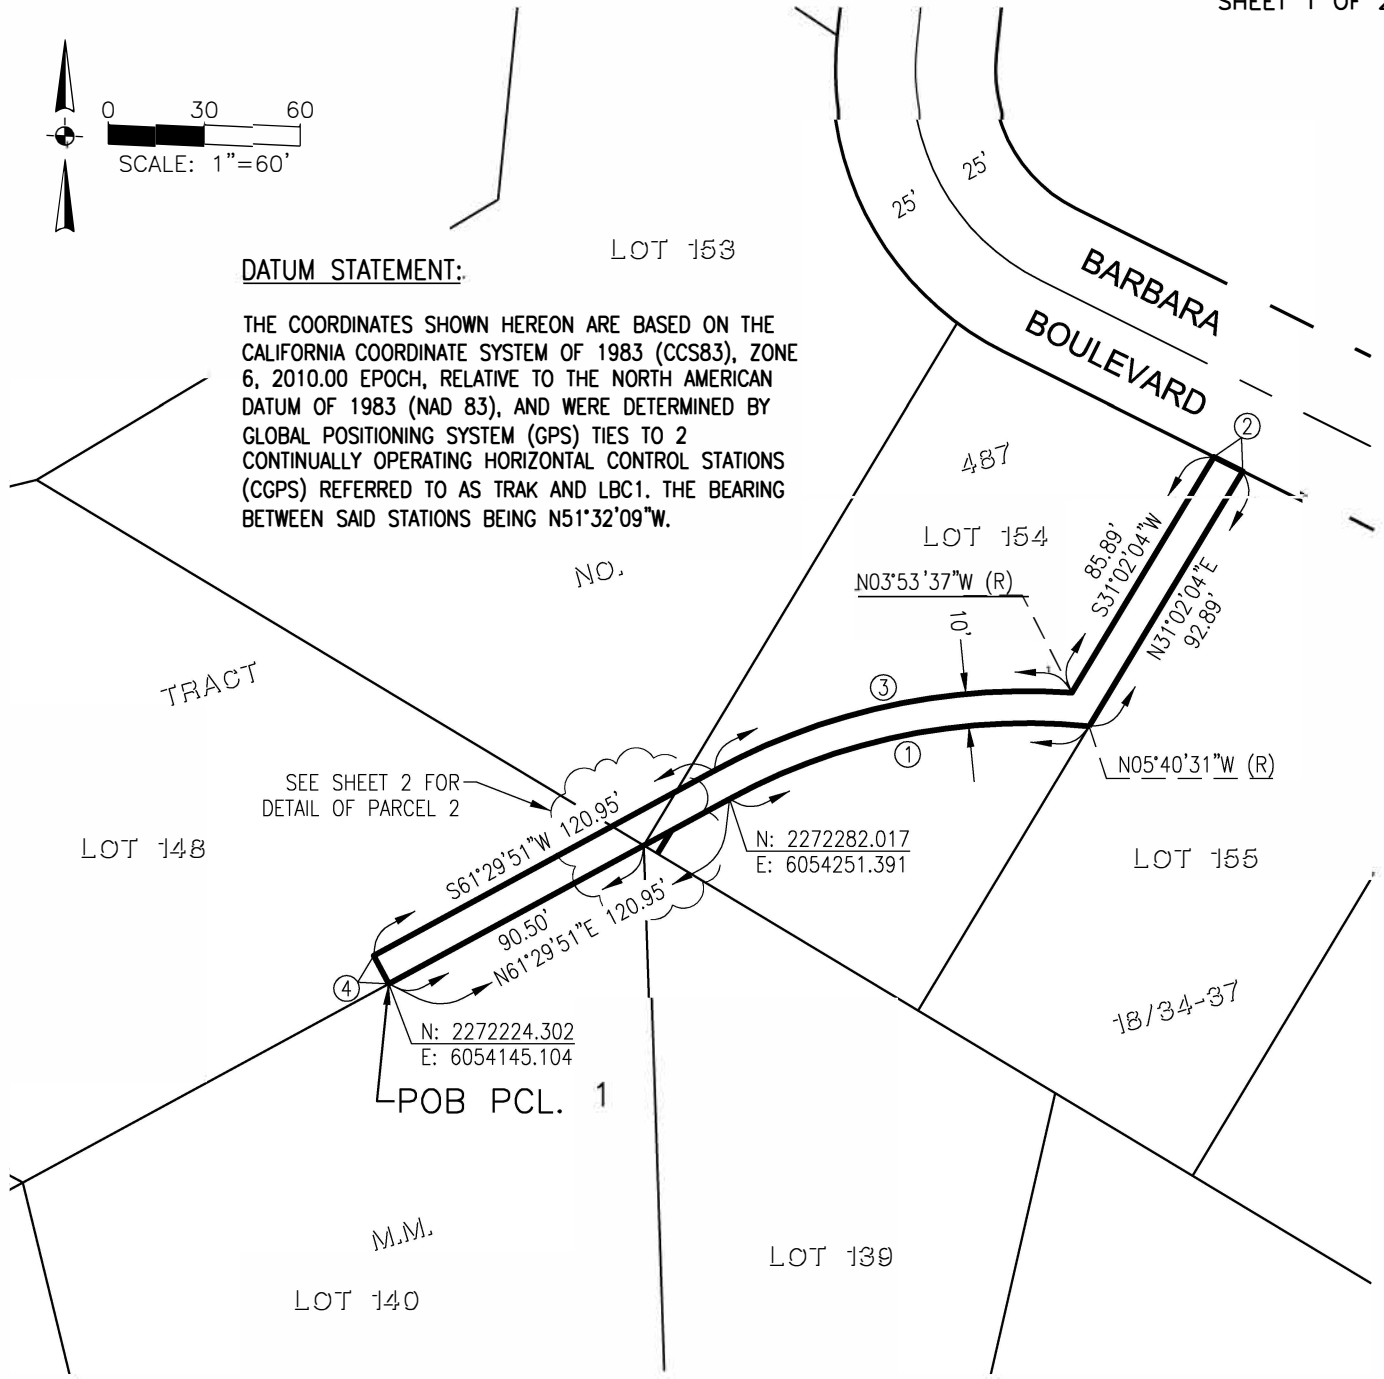 SHEET 1 OF 2
0 30 60
SCALE: 1"=60'
25'
25'
LOT 153
DATUM STATEMENT:
BARBARA
BOULEVARD
THE COORDINATES SHOWN HEREON ARE BASED ON THE
CALIFORNIA COORDINATE SYSTEM OF 1983 (CCS83), ZONE
6, 2010.00 EPOCH, RELATIVE TO THE NORTH AMERICAN
DATUM OF 1983 (NAD 83), AND WERE DETERMINED BY
GLOBAL POSITIONING SYSTEM (GPS) TIES TO 2
CONTINUALLY OPERATING HORIZONTAL CONTROL STATIONS
(CGPS) REFERRED TO AS TRAK AND LBC1. THE BEARING
BETWEEN SAID STATIONS BEING N51°32'09"W.
2
487
LOT 154
85.89'
S31°02'04"W
N03°53'37"W (R)
NO.
10'
N31°02'04"E
92.89'
TRACT
3
1
N05°40'31"W (R)
SEE SHEET 2 FOR
DETAIL OF PARCEL 2
S61°29'51"W 120.95'
N: 2272282.017
E: 6054251.391
LOT 148
LOT 155
90.50'
N61°29'51"E 120.95'
4
N: 2272224.302
E: 6054145.104
18/34-37
POB PCL. 1
M.M.
LOT 139
LOT 140